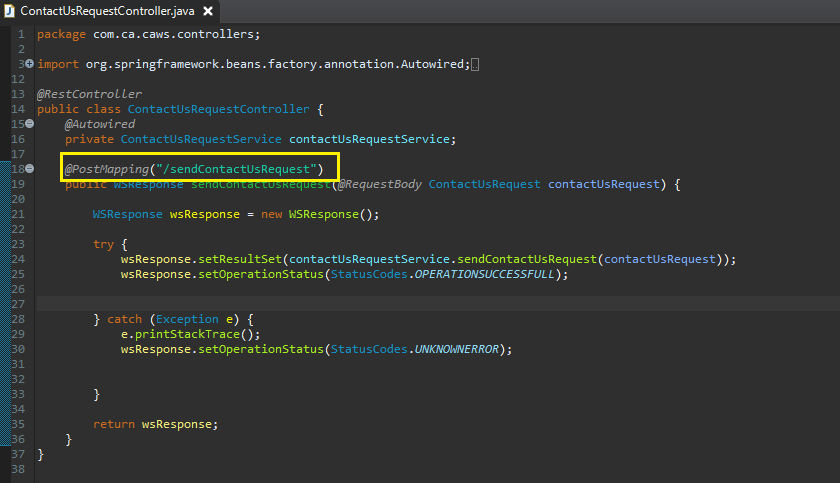 ContactUsRequestController.java
1 package com.ca.caws.controllers;
2
3 import org.springframework.beans.factory.annotation.Autowired;
12
13 @RestController
14 public class ContactUsRequestController {
15 @Autowired
16 private ContactUsRequestService contactUsRequestService;
17
18 @PostMapping("/sendContactUsRequest")
19 public WSResponse sendContactUsRequest(@RequestBody ContactUsRequest contactUsRequest) {
20
21 WSResponse wsResponse = new WSResponse();
22
23 try {
24 wsResponse.setResultSet(contactUsRequestService.sendContactUsRequest(contactUsRequest));
25 wsResponse.setOperationStatus(StatusCodes.OPERATIONSUCCESSFULL);
26
27
28 } catch (Exception e) {
29 e.printStackTrace();
30 wsResponse.setOperationStatus(StatusCodes.UNKNOWNERROR);
31
32
33 }
34
35 return wsResponse;
36 }
37 }
38